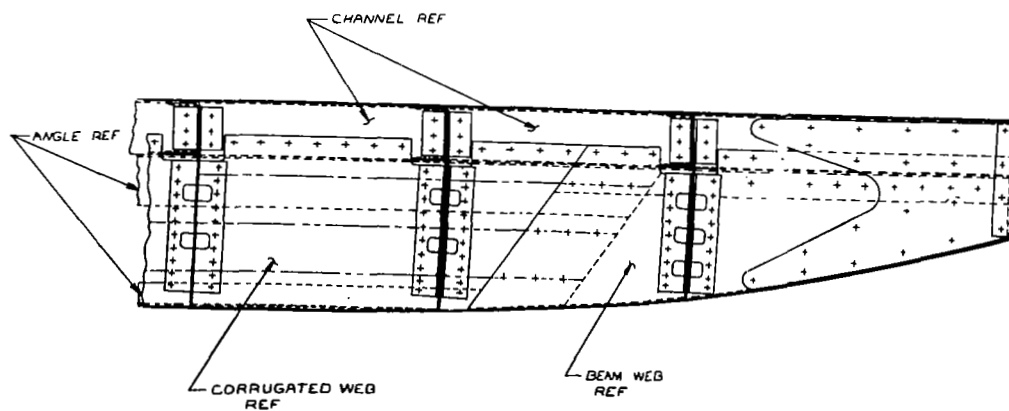 CHANNEL REF
ANGLE REF
CORRUGATED WEB
REF
BEAM WEB
REF